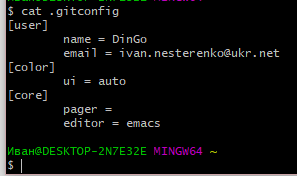 $ cat .gitconfig
[user]
        name = DinGo
        email = ivan.nesterenko@ukr.net
[color]
        ui = auto
[core]
        pager =
        editor = emacs

Иван@DESKTOP-2N7E32E MINGW64 ~
$